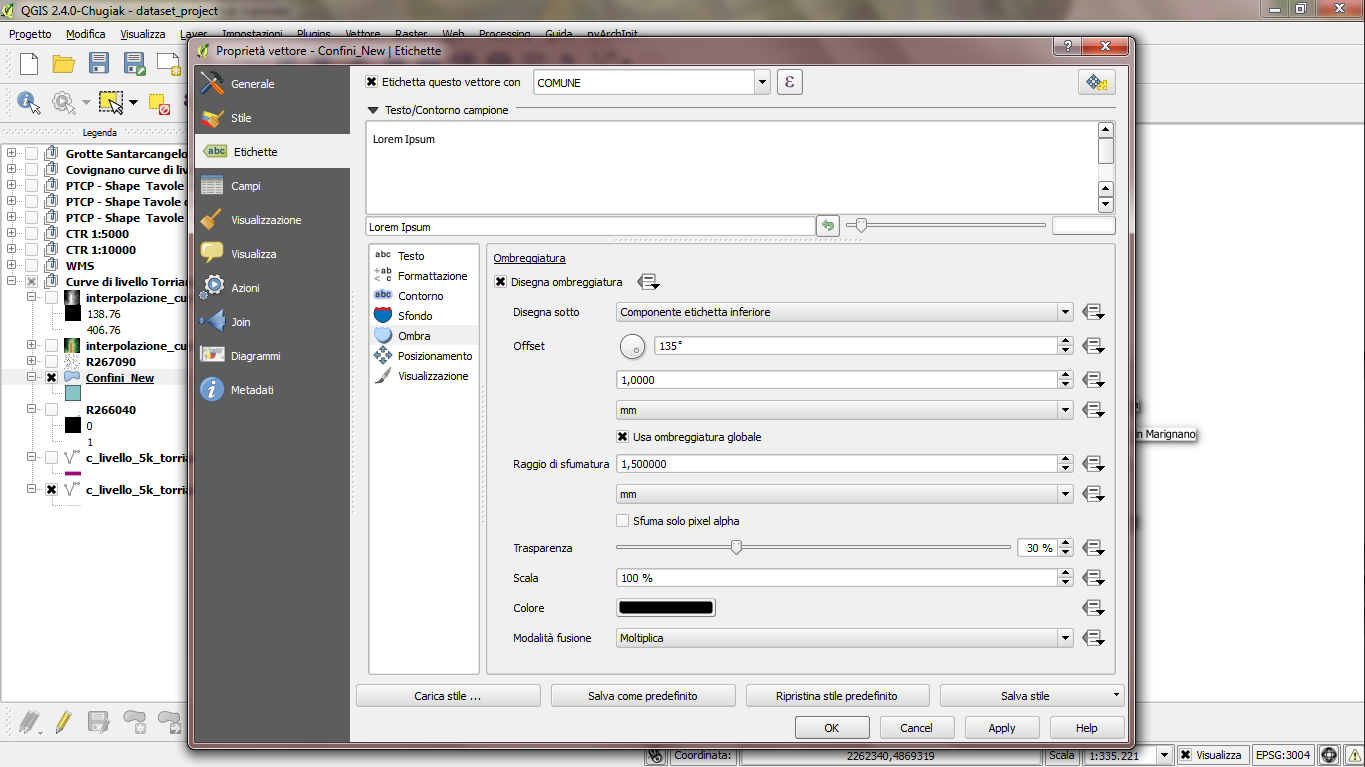 QGIS 2.4.0-Chugiak - dataset_project
Progetto Modifica Visualizza Layer Impostazioni Plugins Vettore Raster Web Processing Guida pyArchInit
Proprietà vettore - Confini_New | Etichette
Legenda
Grotte Santarcangelo
Covignano curve di liv
PTCP - Shape Tavole
PTCP - Shape Tavole
PTCP - Shape Tavole
CTR 1:5000
CTR 1:10000
WMS
Curve di livello Torria
interpolazione_cu
138.76
406.76
interpolazione_cu
R267090
Confini_New
R266040
0
1
c_livello_5k_torria
c_livello_5k_torria
Generale
Stile
abc Etichette
Campi
Visualizzazione
Visualizza
Azioni
Join
Diagrammi
Metadati
Etichetta questo vettore con COMUNE ε
Testo/Contorno campione
Lorem Ipsum
Lorem Ipsum
abc Testo
+ab < c Formattazione
abc Contorno
Sfondo
Ombra
Posizionamento
Visualizzazione
Ombreggiatura
Disegna ombreggiatura
Disegna sotto Componente etichetta inferiore
Offset 135°
1,0000
mm
Usa ombreggiatura globale
Raggio di sfumatura 1,500000
mm
Sfuma solo pixel alpha
Trasparenza 30 %
Scala 100 %
Colore
Modalità fusione Moltiplica
in Marignano
Carica stile ... Salva come predefinito Ripristina stile predefinito Salva stile
OK Cancel Apply Help
Coordinata: 2262340,4869319 Scala 1:335.221 Visualizza EPSG:3004